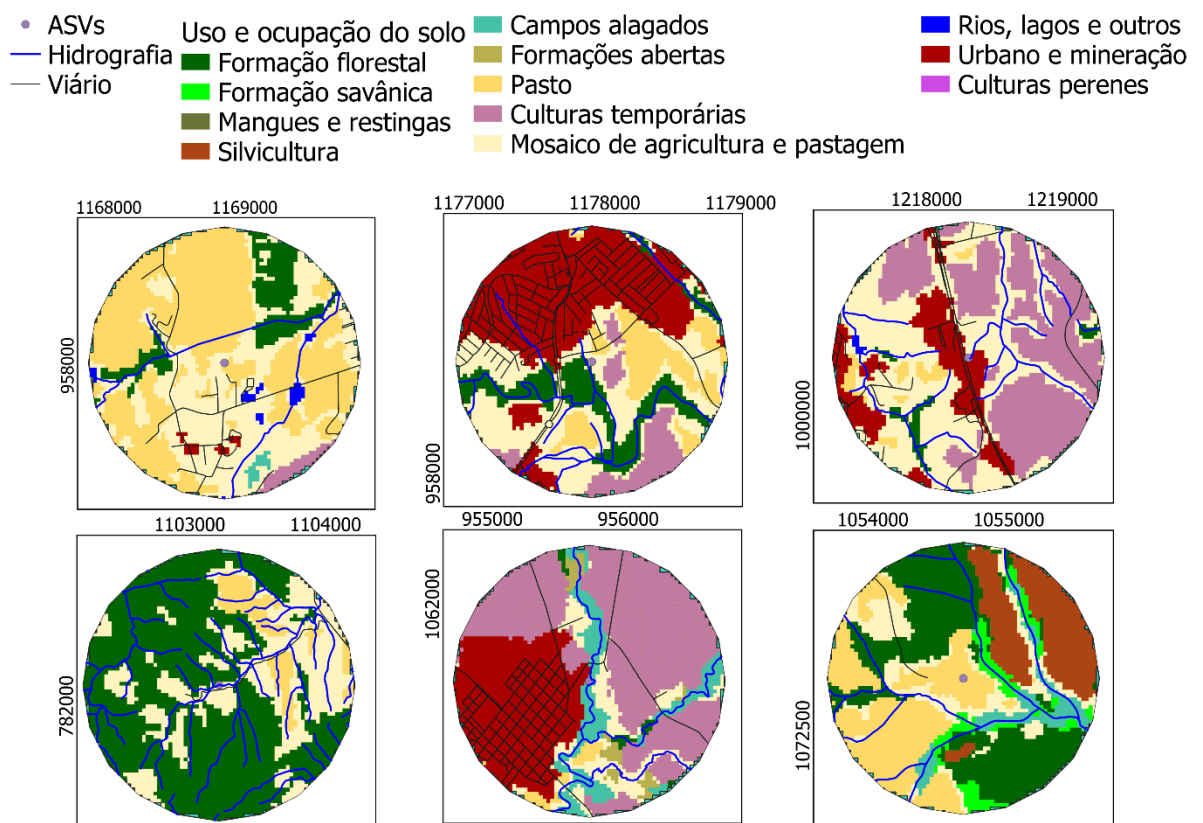 ASVs
Hidrografia
Viário
Uso e ocupação do solo
Formação florestal
Formação savânica
Mangues e restingas
Silvicultura
Campos alagados
Formações abertas
Pasto
Culturas temporárias
Mosaico de agricultura e pastagem
Rios, lagos e outros
Urbano e mineração
Culturas perenes
1168000 1169000
958000
1177000 1178000 1179000
958000
1218000 1219000
1000000
1103000 1104000
782000
955000 956000
1062000
1054000 1055000
1072500